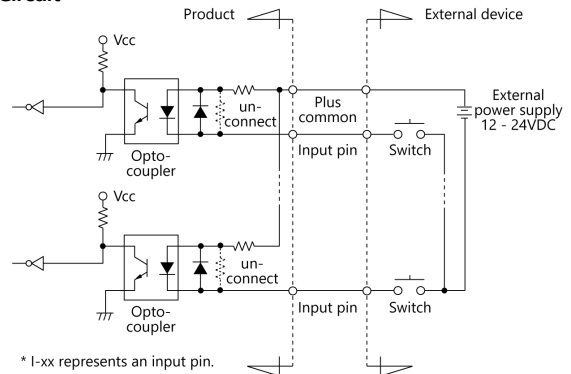 Product
External device
Vcc
un-
connect
Plus
common
External
power supply
12 - 24VDC
Opto-
coupler
Input pin
Switch
Vcc
un-
connect
Opto-
coupler
Input pin
Switch
* I-xx represents an input pin.